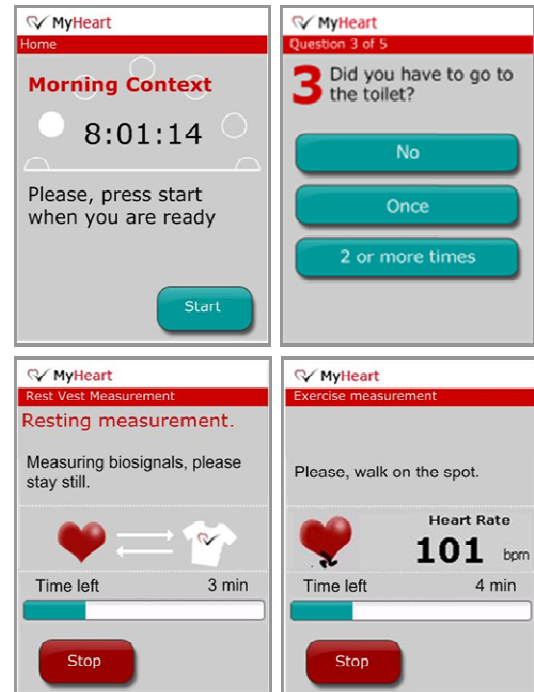 MyHeart
Home
Morning Context
8:01:14
Please, press start
when you are ready
Start
MyHeart
Question 3 of 5
3 Did you have to go to
the toilet?
No
Once
2 or more times
MyHeart
Rest Vest Measurement
Resting measurement.
Measuring biosignals, please
stay still.
Time left 3 min
Stop
MyHeart
Exercise measurement
Please, walk on the spot.
Heart Rate
101 bpm
Time left 4 min
Stop